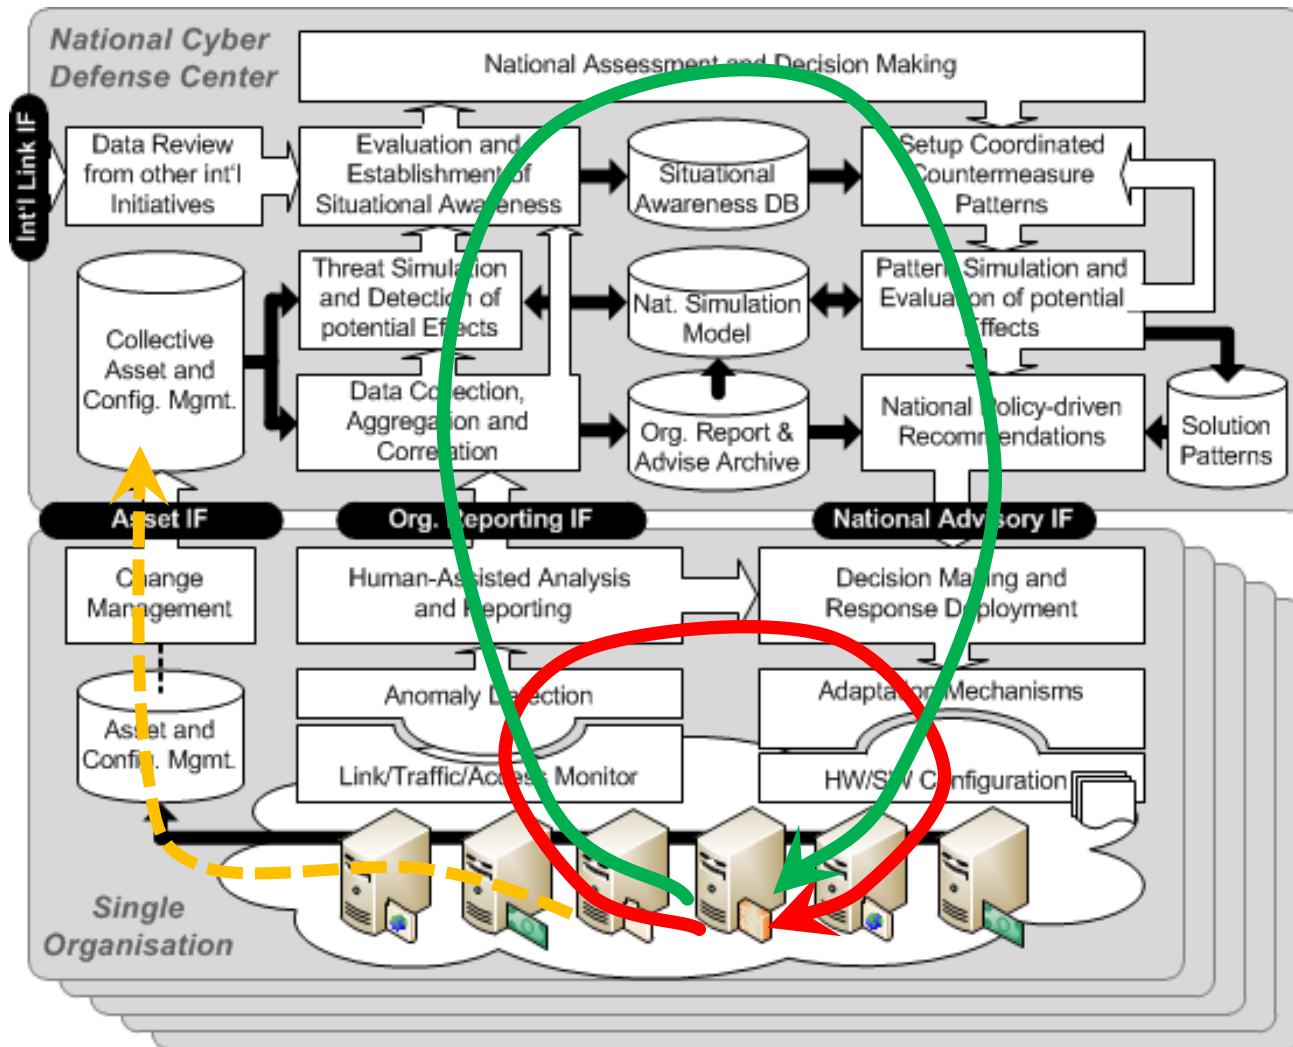 National Cyber
Defense Center
National Assessment and Decision Making
Int'l Link IF
Data Review
from other int'l
Initiatives
Evaluation and
Establishment of
Situational Awareness
Situational
Awareness DB
Setup Coordinated
Countermeasure
Patterns
Collective
Asset and
Config. Mgmt.
Threat Simulation
and Detection of
potential Effects
Nat. Simulation
Model
Pattern Simulation and
Evaluation of potential
Effects
Data Collection,
Aggregation and
Correlation
Org. Report &
Advise Archive
National Policy-driven
Recommendations
Solution
Patterns
Asset IF
Org. Reporting IF
National Advisory IF
Change
Management
Human-Assisted Analysis
and Reporting
Decision Making and
Response Deployment
Asset and
Config. Mgmt.
Anomaly Detection
Adaptation Mechanisms
Link/Traffic/Access Monitor
HW/SW Configuration
Single
Organisation